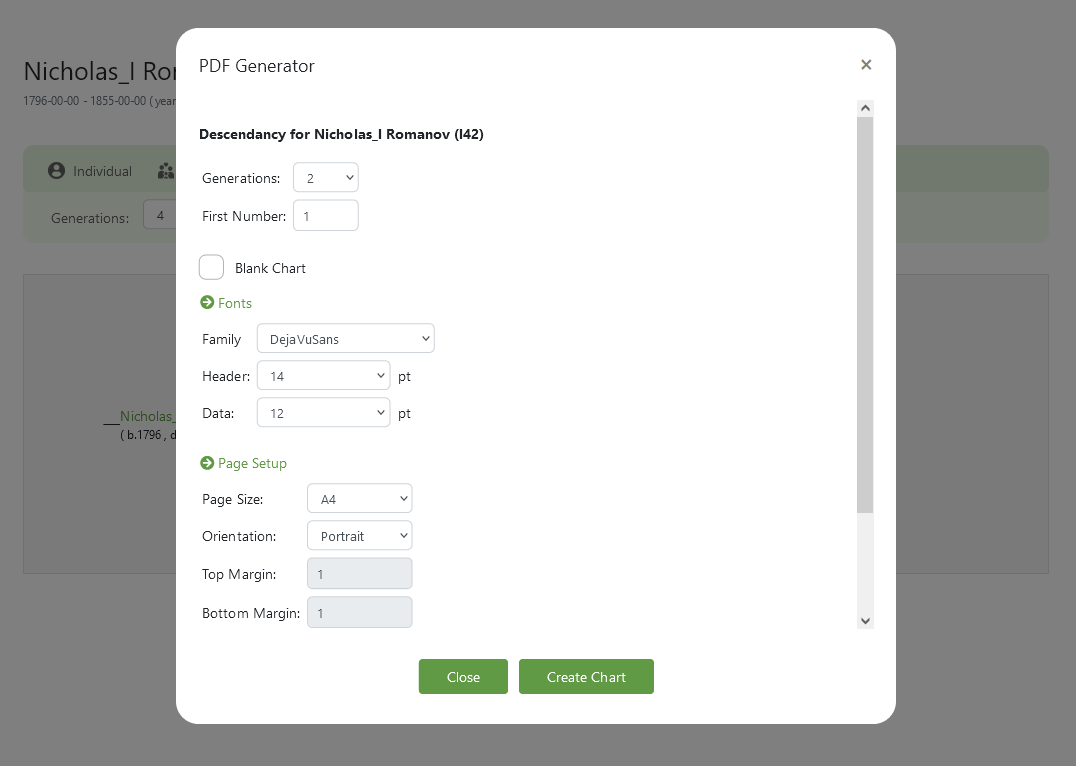 PDF Generator
×
Nicholas_I Ro
1796-00-00 - 1855-00-00 ( year
Descendancy for Nicholas_I Romanov (I42)
Individual
Generations: 2
First Number: 1
Generations: 4
Blank Chart
Fonts
Family DejaVuSans
Header: 14 pt
Data: 12 pt
___Nicholas_
( b.1796 , d
Page Setup
Page Size: A4
Orientation: Portrait
Top Margin: 1
Bottom Margin: 1
Close Create Chart